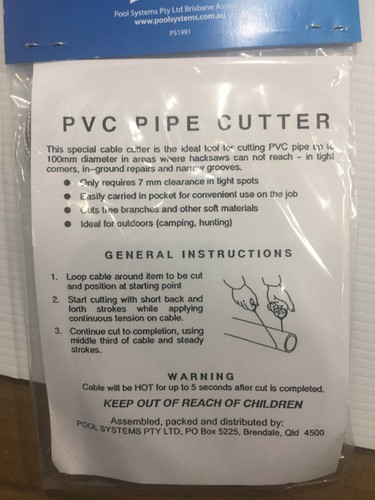 Pool Systems Pty Ltd Brisbane
www.poolsystems.com.au
PS1991
PVC PIPE CUTTER
This special cable cutter is the ideal tool for cutting PVC pipe up to
100mm diameter in areas where hacksaws can not reach – in tight
corners, in–ground repairs and narrow grooves.
● Only requires 7 mm clearance in tight spots
● Easily carried in pocket for convenient use on the job
● Cuts tree branches and other soft materials
● Ideal for outdoors (camping, hunting)
GENERAL INSTRUCTIONS
1. Loop cable around item to be cut
and position at starting point
2. Start cutting with short back and
forth strokes while applying
continuous tension on cable.
3. Continue cut to completion, using
middle third of cable and steady
strokes.
WARNING
Cable will be HOT for up to 5 seconds after cut is completed.
KEEP OUT OF REACH OF CHILDREN
Assembled, packed and distributed by:
POOL SYSTEMS PTY LTD, PO Box 5225, Brendale, Qld 4500